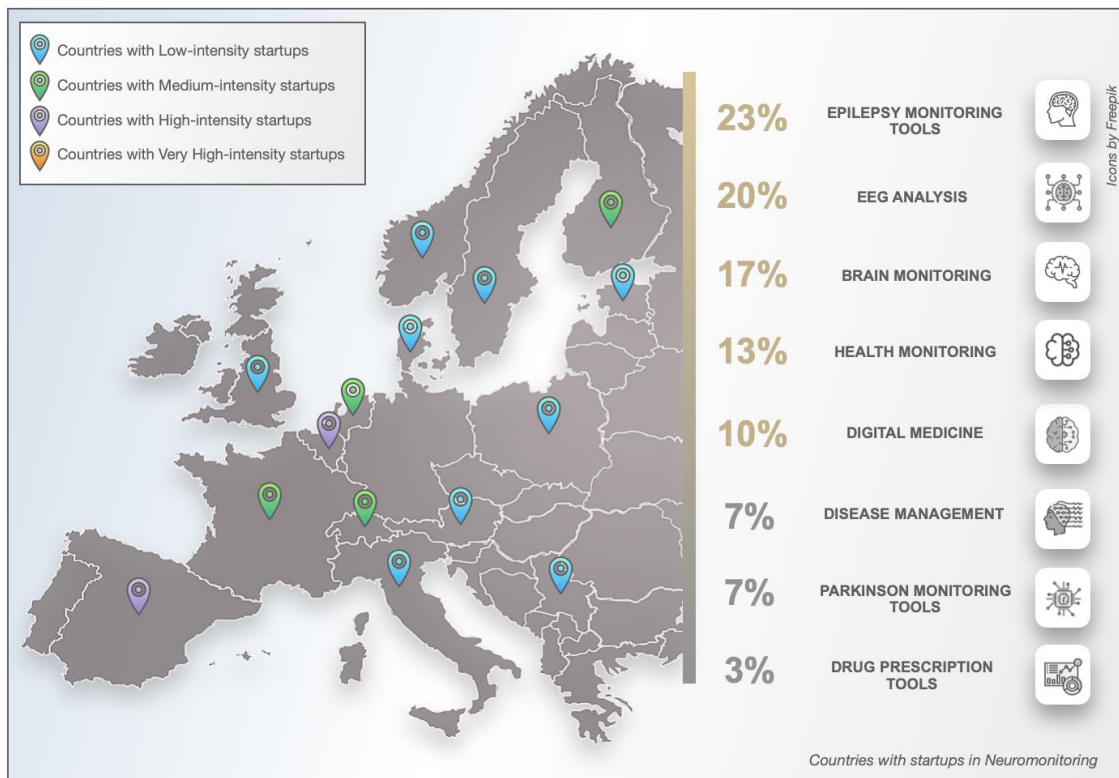 Countries with Low-intensity startups
Countries with Medium-intensity startups
Countries with High-intensity startups
Countries with Very High-intensity startups
23%
EPILEPSY MONITORING
TOOLS
20%
EEG ANALYSIS
17%
BRAIN MONITORING
13%
HEALTH MONITORING
10%
DIGITAL MEDICINE
7%
DISEASE MANAGEMENT
7%
PARKINSON MONITORING
TOOLS
3%
DRUG PRESCRIPTION
TOOLS
Icons by Freepik
Countries with startups in Neuromonitoring